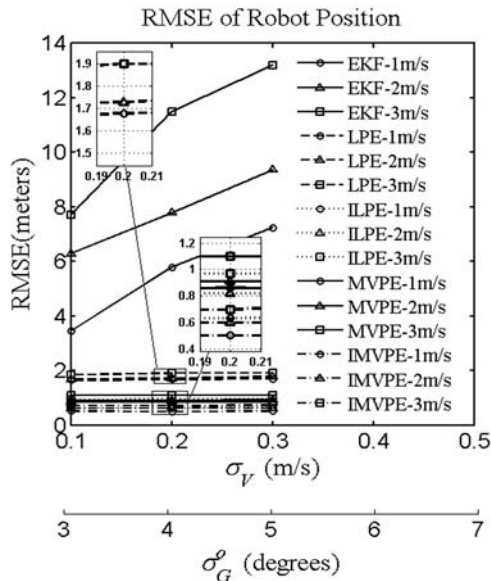 RMSE of Robot Position
RMSE(meters)
14
12
10
8
6
4
2
0
0.1
0.2
0.3
0.4
0.5
σV (m/s)
3
4
5
6
7
σG° (degrees)
1.9
1.8
1.7
1.6
1.5
0.19
0.2
0.21
1.2
1
0.8
0.6
0.4
0.19
0.2
0.21
EKF-1m/s
EKF-2m/s
EKF-3m/s
LPE-1m/s
LPE-2m/s
LPE-3m/s
ILPE-1m/s
ILPE-2m/s
ILPE-3m/s
MVPE-1m/s
MVPE-2m/s
MVPE-3m/s
IMVPE-1m/s
IMVPE-2m/s
IMVPE-3m/s